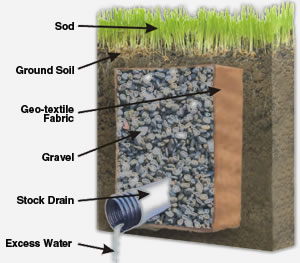 Sod
Ground Soil
Geo-textile
Fabric
Gravel
Stock Drain
Excess Water